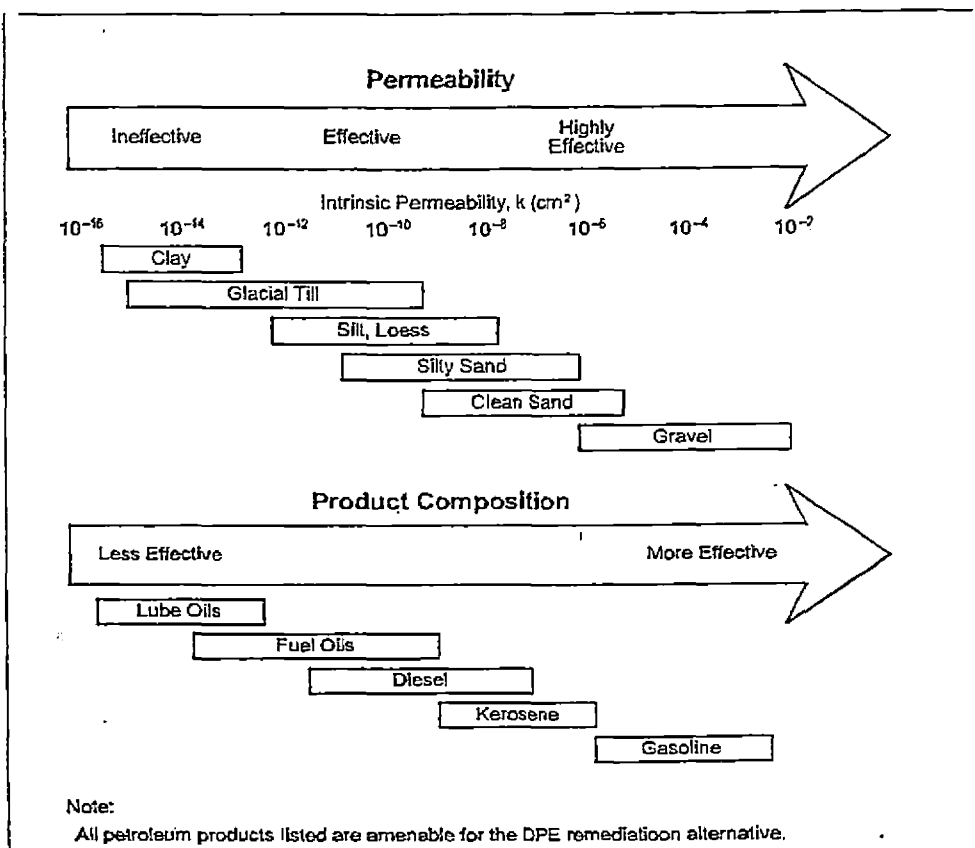 Permeability
Ineffective Effective Highly Effective
Intrinsic Permeability, k (cm²)
10⁻¹⁶ 10⁻¹⁴ 10⁻¹² 10⁻¹⁰ 10⁻⁸ 10⁻⁶ 10⁻⁴ 10⁻²
Clay
Glacial Till
Silt, Loess
Silty Sand
Clean Sand
Gravel
Product Composition
Less Effective More Effective
Lube Oils
Fuel Oils
Diesel
Kerosene
Gasoline
Note:
All petroleum products listed are amenable for the DPE remediatioon alternative.